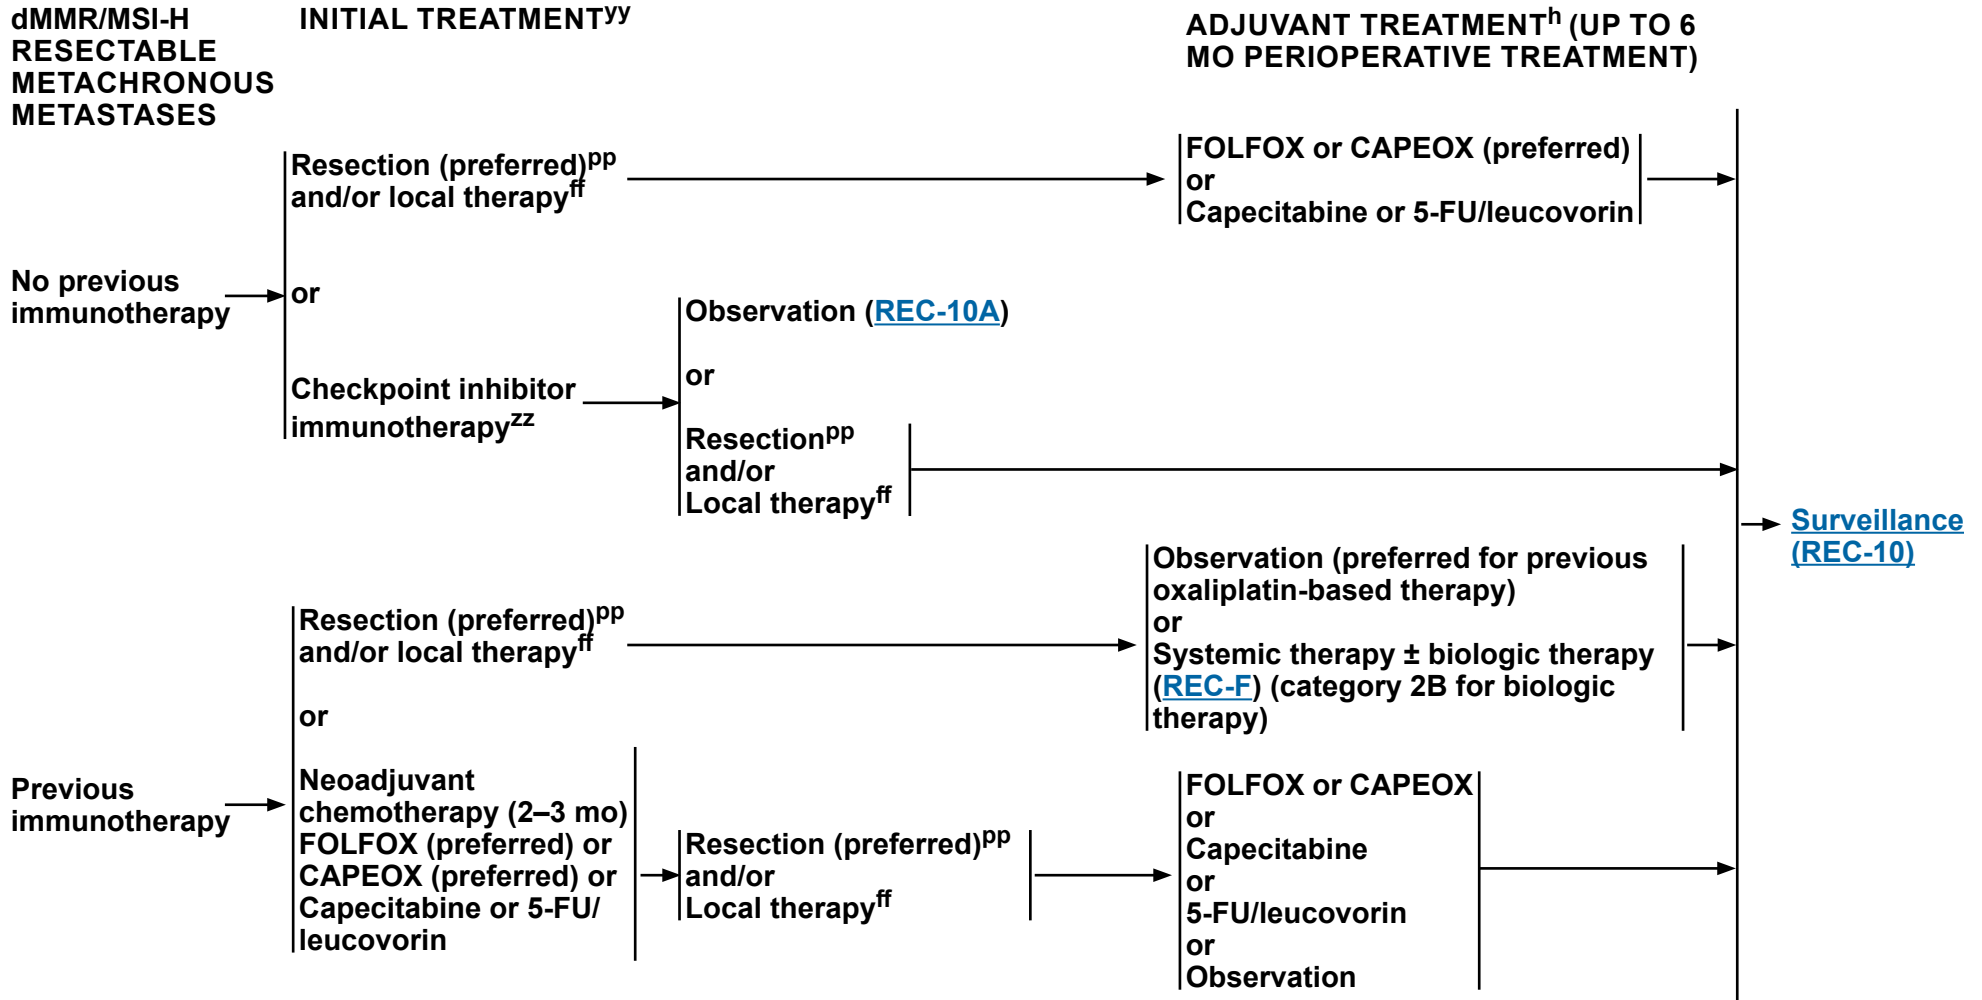 dMMR/MSI-H
RESECTABLE
METACHRONOUS
METASTASES
INITIAL TREATMENTyy
ADJUVANT TREATMENTh (UP TO 6
MO PERIOPERATIVE TREATMENT)
No previous
immunotherapy
Resection (preferred)pp
and/or local therapyff
or
Checkpoint inhibitor
immunotherapyzz
Observation (REC-10A)
or
Resectionpp
and/or
Local therapyff
FOLFOX or CAPEOX (preferred)
or
Capecitabine or 5-FU/leucovorin
Previous
immunotherapy
Resection (preferred)pp
and/or local therapyff
or
Neoadjuvant
chemotherapy (2–3 mo)
FOLFOX (preferred) or
CAPEOX (preferred) or
Capecitabine or 5-FU/
leucovorin
Resection (preferred)pp
and/or
Local therapyff
Observation (preferred for previous
oxaliplatin-based therapy)
or
Systemic therapy ± biologic therapy
(REC-F) (category 2B for biologic
therapy)
FOLFOX or CAPEOX
or
Capecitabine
or
5-FU/leucovorin
or
Observation
Surveillance
(REC-10)